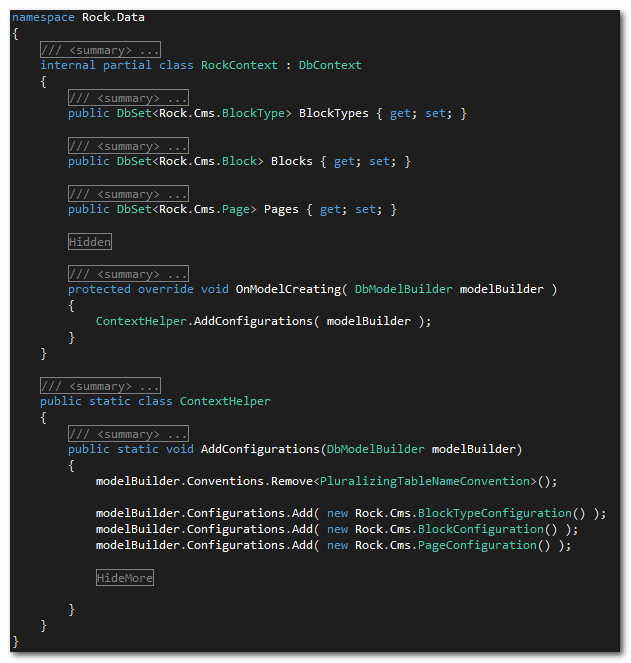 namespace Rock.Data
{
/// <summary> ...
internal partial class RockContext : DbContext
{
/// <summary> ...
public DbSet<Rock.Cms.BlockType> BlockTypes { get; set; }
/// <summary> ...
public DbSet<Rock.Cms.Block> Blocks { get; set; }
/// <summary> ...
public DbSet<Rock.Cms.Page> Pages { get; set; }
Hidden
/// <summary> ...
protected override void OnModelCreating( DbModelBuilder modelBuilder )
{
ContextHelper.AddConfigurations( modelBuilder );
}
}
/// <summary> ...
public static class ContextHelper
{
/// <summary> ...
public static void AddConfigurations(DbModelBuilder modelBuilder)
{
modelBuilder.Conventions.Remove<PluralizingTableNameConvention>();
modelBuilder.Configurations.Add( new Rock.Cms.BlockTypeConfiguration() );
modelBuilder.Configurations.Add( new Rock.Cms.BlockConfiguration() );
modelBuilder.Configurations.Add( new Rock.Cms.PageConfiguration() );
HideMore
}
}
}